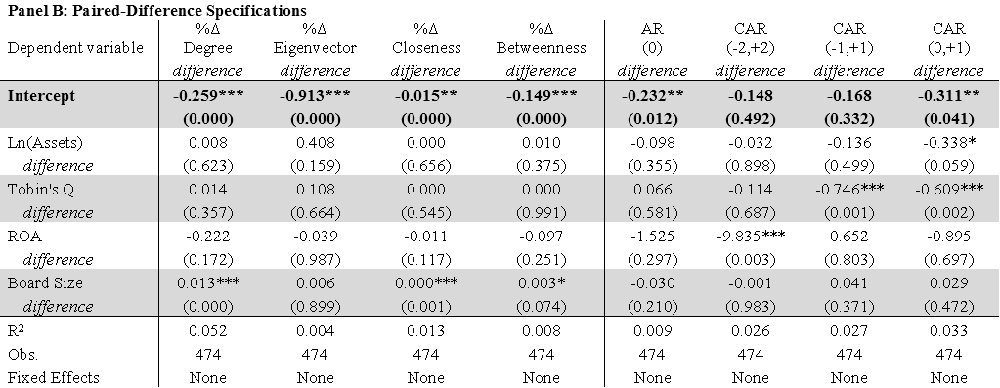 Panel B: Paired-Difference Specifications
%Δ %Δ %Δ %Δ AR CAR CAR CAR
Dependent variable Degree Eigenvector Closeness Betweenness (0) (-2,+2) (-1,+1) (0,+1)
difference difference difference difference difference difference difference difference
Intercept -0.259*** -0.913*** -0.015** -0.149*** -0.232** -0.148 -0.168 -0.311**
(0.000) (0.000) (0.000) (0.000) (0.012) (0.492) (0.332) (0.041)
Ln(Assets) 0.008 0.408 0.000 0.010 -0.098 -0.032 -0.136 -0.338*
difference (0.623) (0.159) (0.656) (0.375) (0.355) (0.898) (0.499) (0.059)
Tobin's Q 0.014 0.108 0.000 0.000 0.066 -0.114 -0.746*** -0.609***
difference (0.357) (0.664) (0.545) (0.991) (0.581) (0.687) (0.001) (0.002)
ROA -0.222 -0.039 -0.011 -0.097 -1.525 -9.835*** 0.652 -0.895
difference (0.172) (0.987) (0.117) (0.251) (0.297) (0.003) (0.803) (0.697)
Board Size 0.013*** 0.006 0.000*** 0.003* -0.030 -0.001 0.041 0.029
difference (0.000) (0.899) (0.001) (0.074) (0.210) (0.983) (0.371) (0.472)
R² 0.052 0.004 0.013 0.008 0.009 0.026 0.027 0.033
Obs. 474 474 474 474 474 474 474 474
Fixed Effects None None None None None None None None